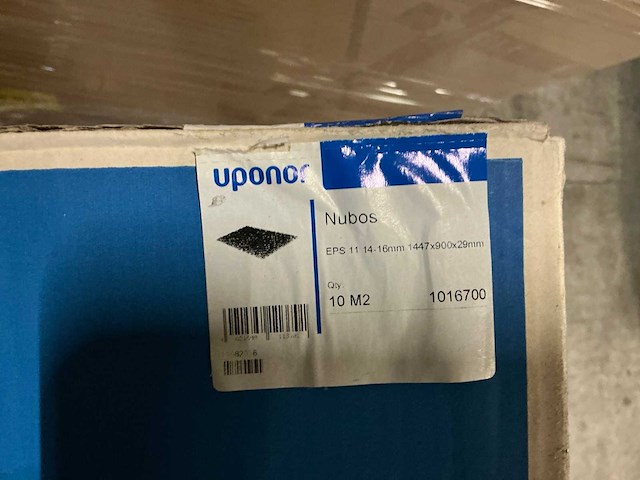 uponor
Nubos
EPS 11 14-16mm 1447x900x29mm
Qty
10 M2
1016700